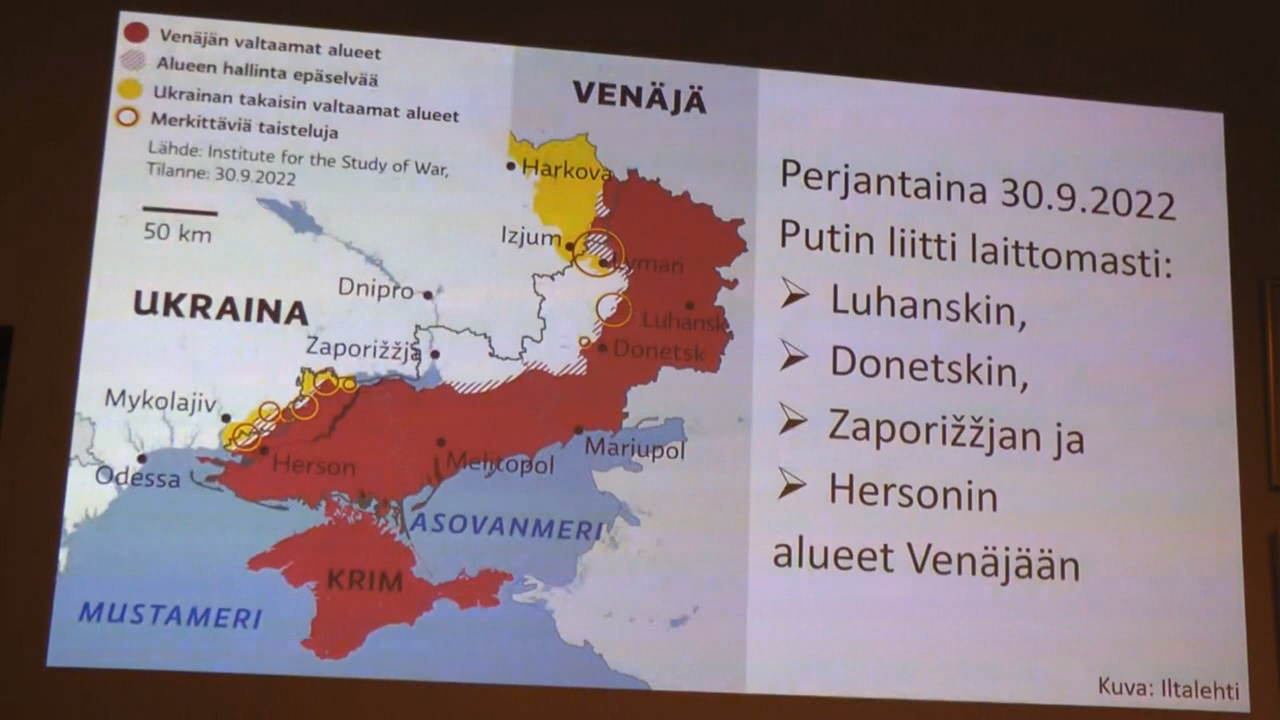 Venäjän valtaamat alueet
Alueen hallinta epäselvää
Ukrainan takaisin valtaamat alueet
Merkittäviä taisteluja
Lähde: Institute for the Study of War,
Tilanne: 30.9.2022
50 km
VENÄJÄ
Harkova
Izjum
Lyman
Dnipro
UKRAINA
Luhansk
Zaporižžja
Donetsk
Mykolajiv
Mariupol
Herson
Melitopol
Odessa
ASOVANMERI
KRIM
MUSTAMERI
Perjantaina 30.9.2022
Putin liitti laittomasti:
➢ Luhanskin,
➢ Donetskin,
➢ Zaporižžjan ja
➢ Hersonin
alueet Venäjään
Kuva: Iltalehti